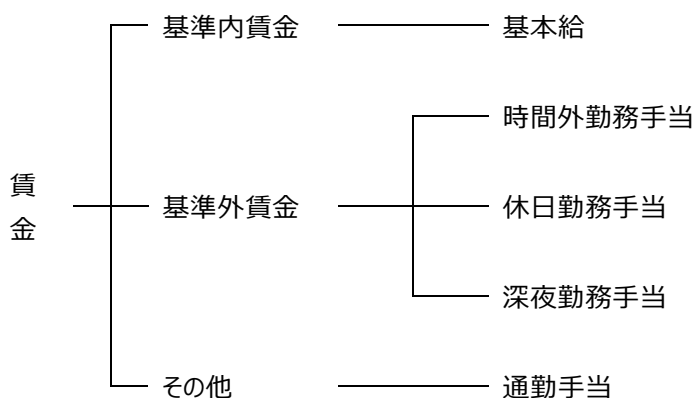 基準内賃金 基本給
時間外勤務手当
賃金
基準外賃金 休日勤務手当
深夜勤務手当
その他 通勤手当